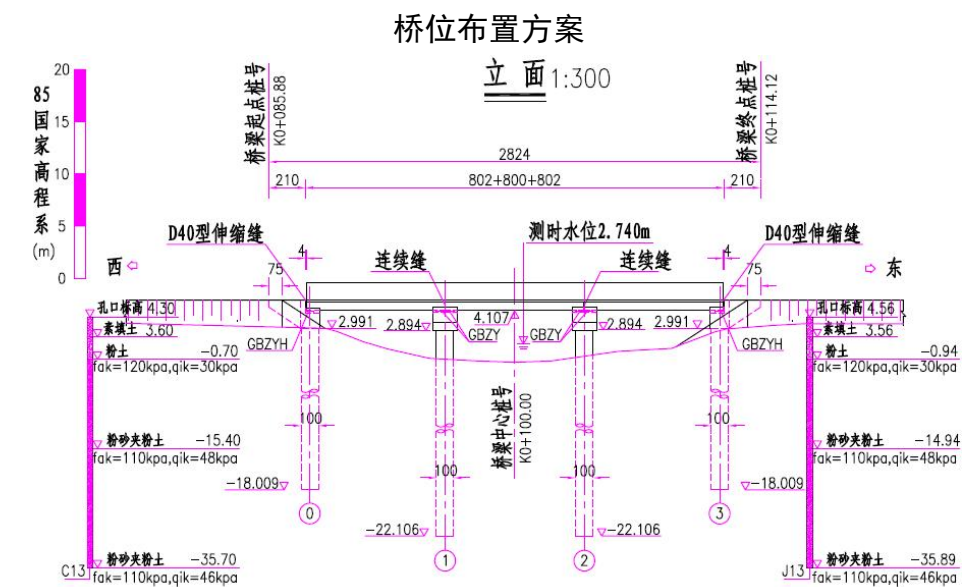 桥位布置方案
立 面 1:300
85国家高程系(m)
20
15
10
5
0
桥梁起点桩号
K0+085.88
桥梁终点桩号
K0+114.12
2824
210
802+800+802
210
D40型伸缩缝
测时水位2.740m
D40型伸缩缝
4
连续缝
连续缝
4
西
75
75
东
孔口标高 4.30
孔口标高 4.56
素填土 3.60
2.991
2.894
4.107
2.894
2.991
素填土 3.56
GBZYH
GBZY
GBZY
GBZYH
粉土 -0.70
粉土 -0.94
fak=120kpa,qik=30kpa
fak=120kpa,qik=30kpa
桥梁中心桩号
K0+100.00
100
100
粉砂夹粉土 -15.40
粉砂夹粉土 -14.94
fak=110kpa,qik=48kpa
fak=110kpa,qik=48kpa
100
100
-18.009
-18.009
0
3
-22.106
-22.106
1
2
粉砂夹粉土 -35.70
粉砂夹粉土 -35.89
C13
fak=110kpa,qik=46kpa
J13
fak=110kpa,qik=46kpa